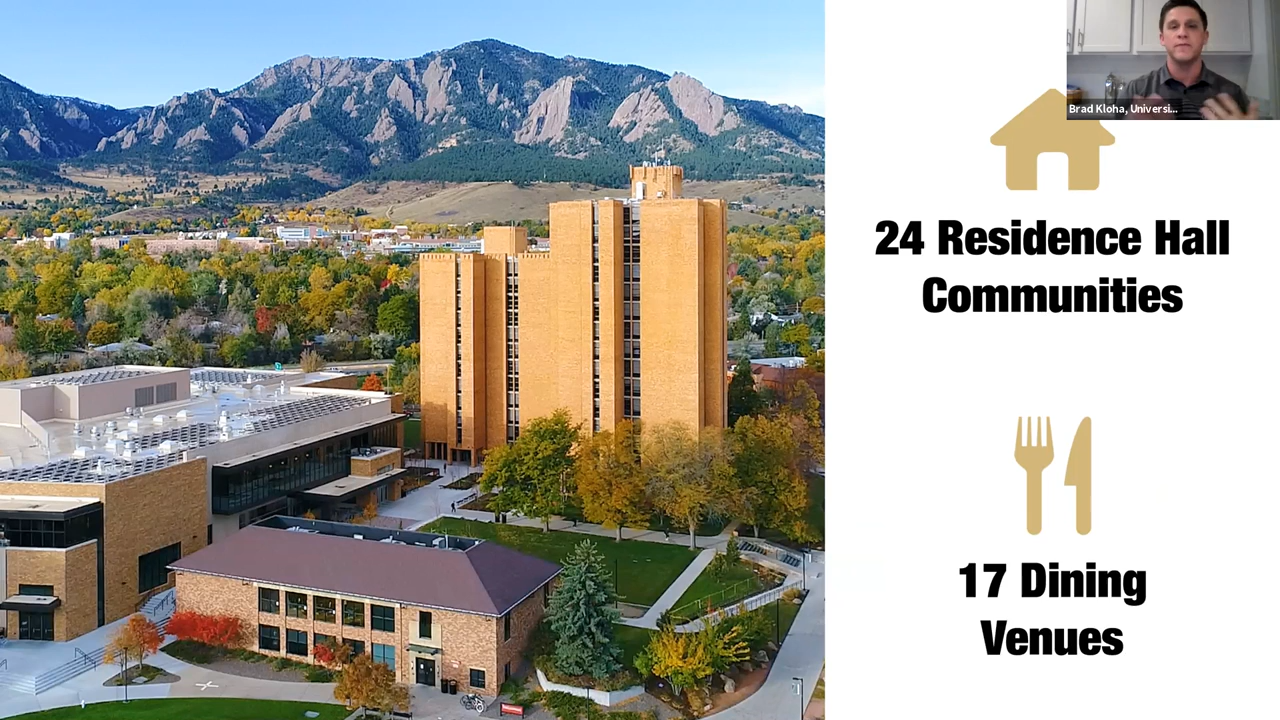 Brad Kloha, Universi...
24 Residence Hall
Communities
17 Dining
Venues